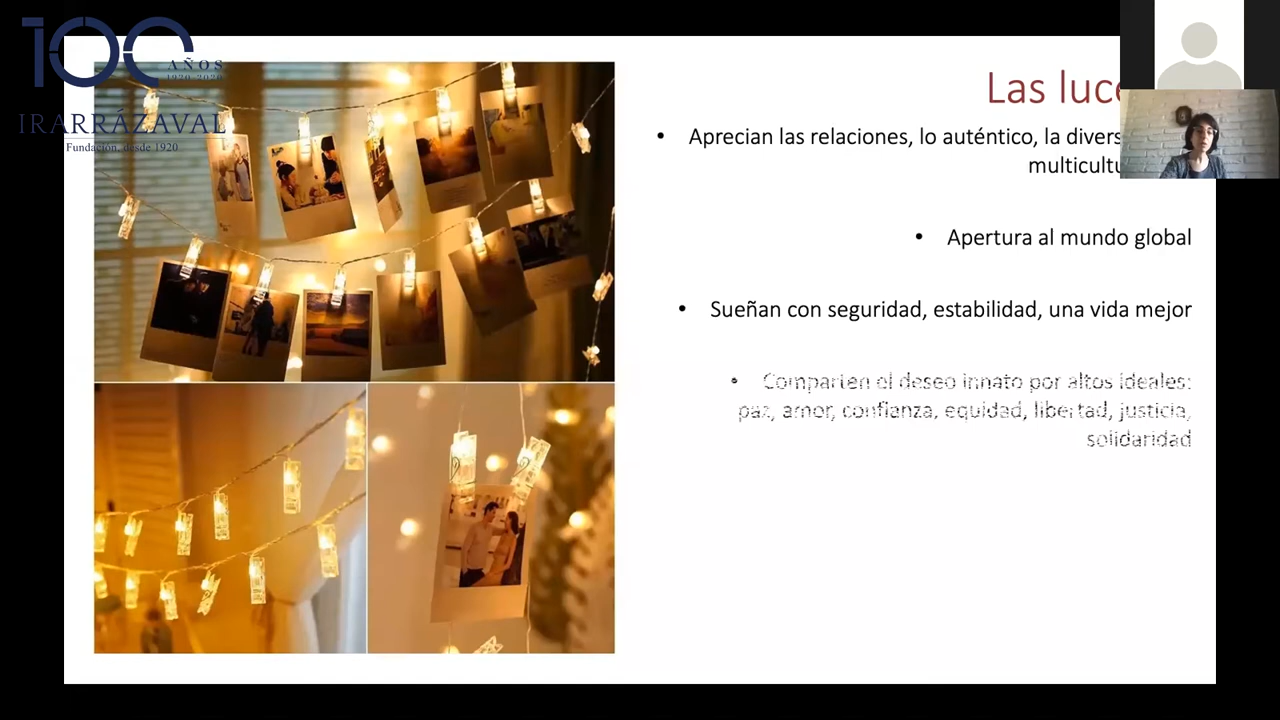 100
AÑOS
1920-2020
IRARRÁZAVAL
Fundación, desde 1920
Las luce
• Aprecian las relaciones, lo auténtico, la divers
multicultu
• Apertura al mundo global
• Sueñan con seguridad, estabilidad, una vida mejor
• Comparten el deseo innato por altos ideales:
paz, amor, confianza, equidad, libertad, justicia,
solidaridad